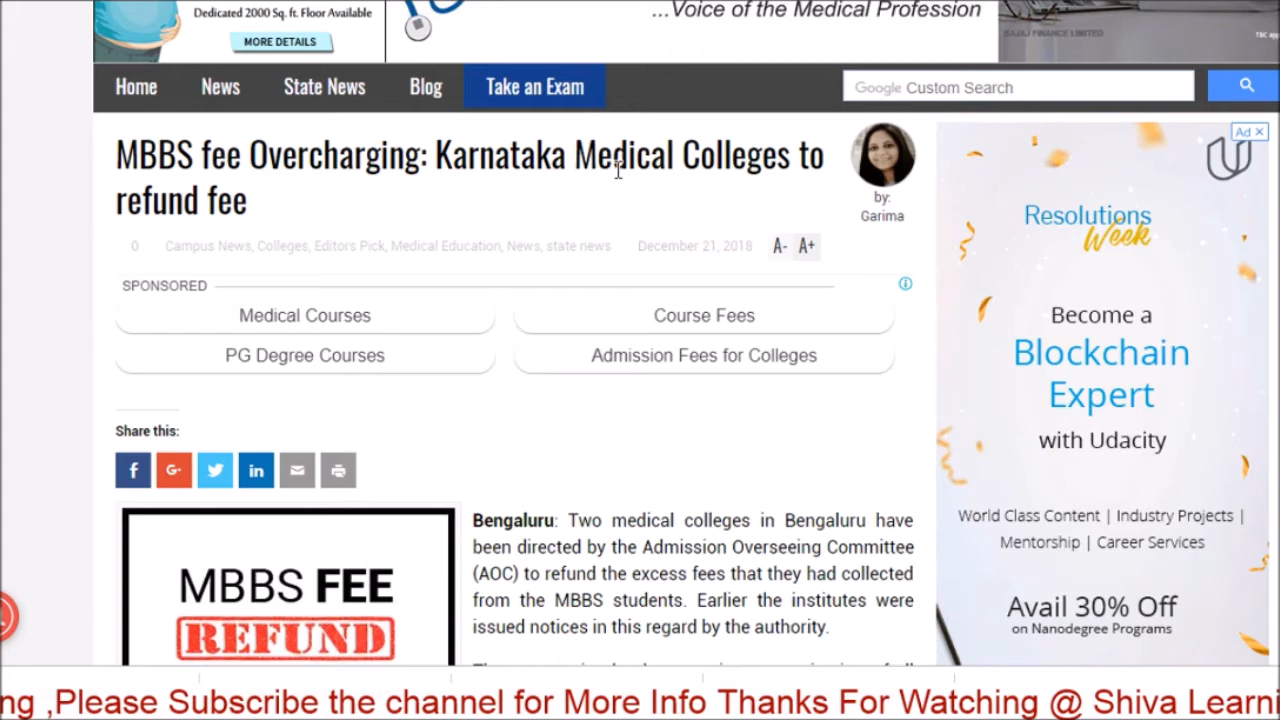 Dedicated 2000 Sq. ft. Floor Available
MORE DETAILS
...Voice of the Medical Profession
BAJAJ FINANCE LIMITED
Home News State News Blog Take an Exam
Google Custom Search
MBBS fee Overcharging: Karnataka Medical Colleges to
refund fee
by:
Garima
0 Campus News, Colleges, Editors Pick, Medical Education, News, state news December 21, 2018 A- A+
SPONSORED
Medical Courses Course Fees
PG Degree Courses Admission Fees for Colleges
Share this:
Bengaluru: Two medical colleges in Bengaluru have
been directed by the Admission Overseeing Committee
(AOC) to refund the excess fees that they had collected
from the MBBS students. Earlier the institutes were
issued notices in this regard by the authority.
MBBS FEE
REFUND
Ad
Resolutions
Week
Become a
Blockchain
Expert
with Udacity
World Class Content | Industry Projects |
Mentorship | Career Services
Avail 30% Off
on Nanodegree Programs
ng ,Please Subscribe the channel for More Info Thanks For Watching @ Shiva Learni